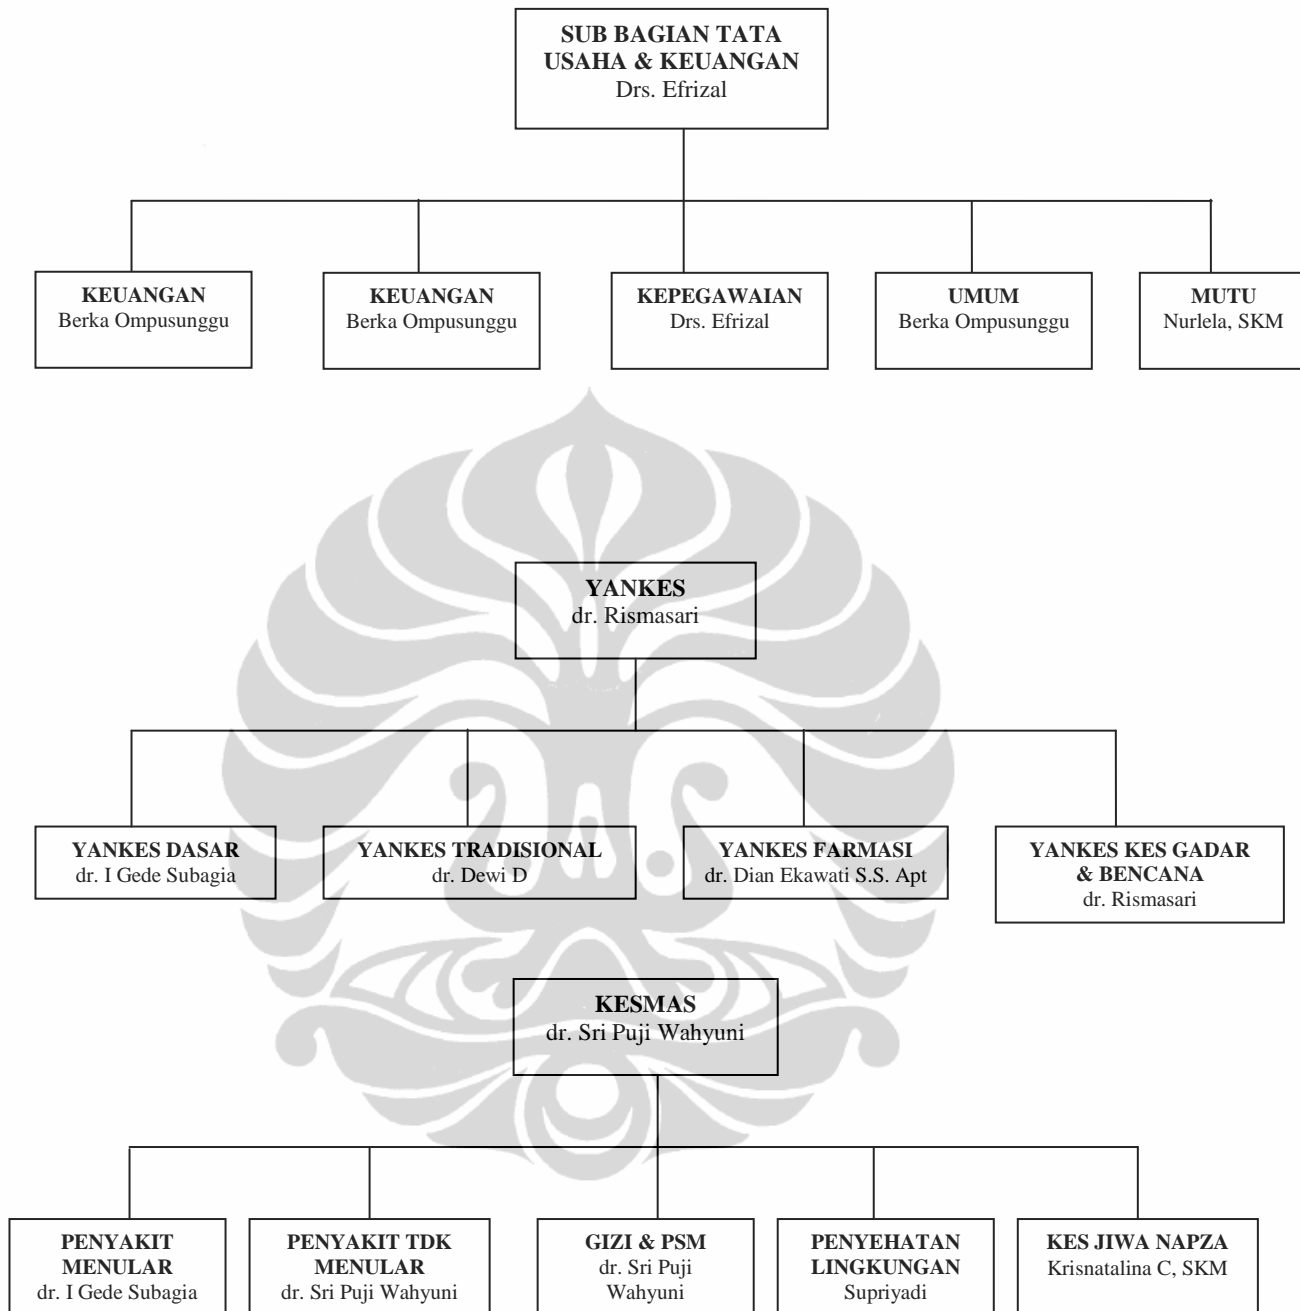 SUB BAGIAN TATA
USAHA & KEUANGAN
Drs. Efrizal
KEUANGAN
Berka Ompusunggu
KEUANGAN
Berka Ompusunggu
KEPEGAWAIAN
Drs. Efrizal
UMUM
Berka Ompusunggu
MUTU
Nurlela, SKM
YANKES
dr. Rismasari
YANKES DASAR
dr. I Gede Subagia
YANKES TRADISIONAL
dr. Dewi D
YANKES FARMASI
dr. Dian Ekawati S.S. Apt
YANKES KES GADAR
& BENCANA
dr. Rismasari
KESMAS
dr. Sri Puji Wahyuni
PENYAKIT
MENULAR
dr. I Gede Subagia
PENYAKIT TDK
MENULAR
dr. Sri Puji Wahyuni
GIZI & PSM
dr. Sri Puji
Wahyuni
PENYEHATAN
LINGKUNGAN
Supriyadi
KES JIWA NAPZA
Krisnatalina C, SKM